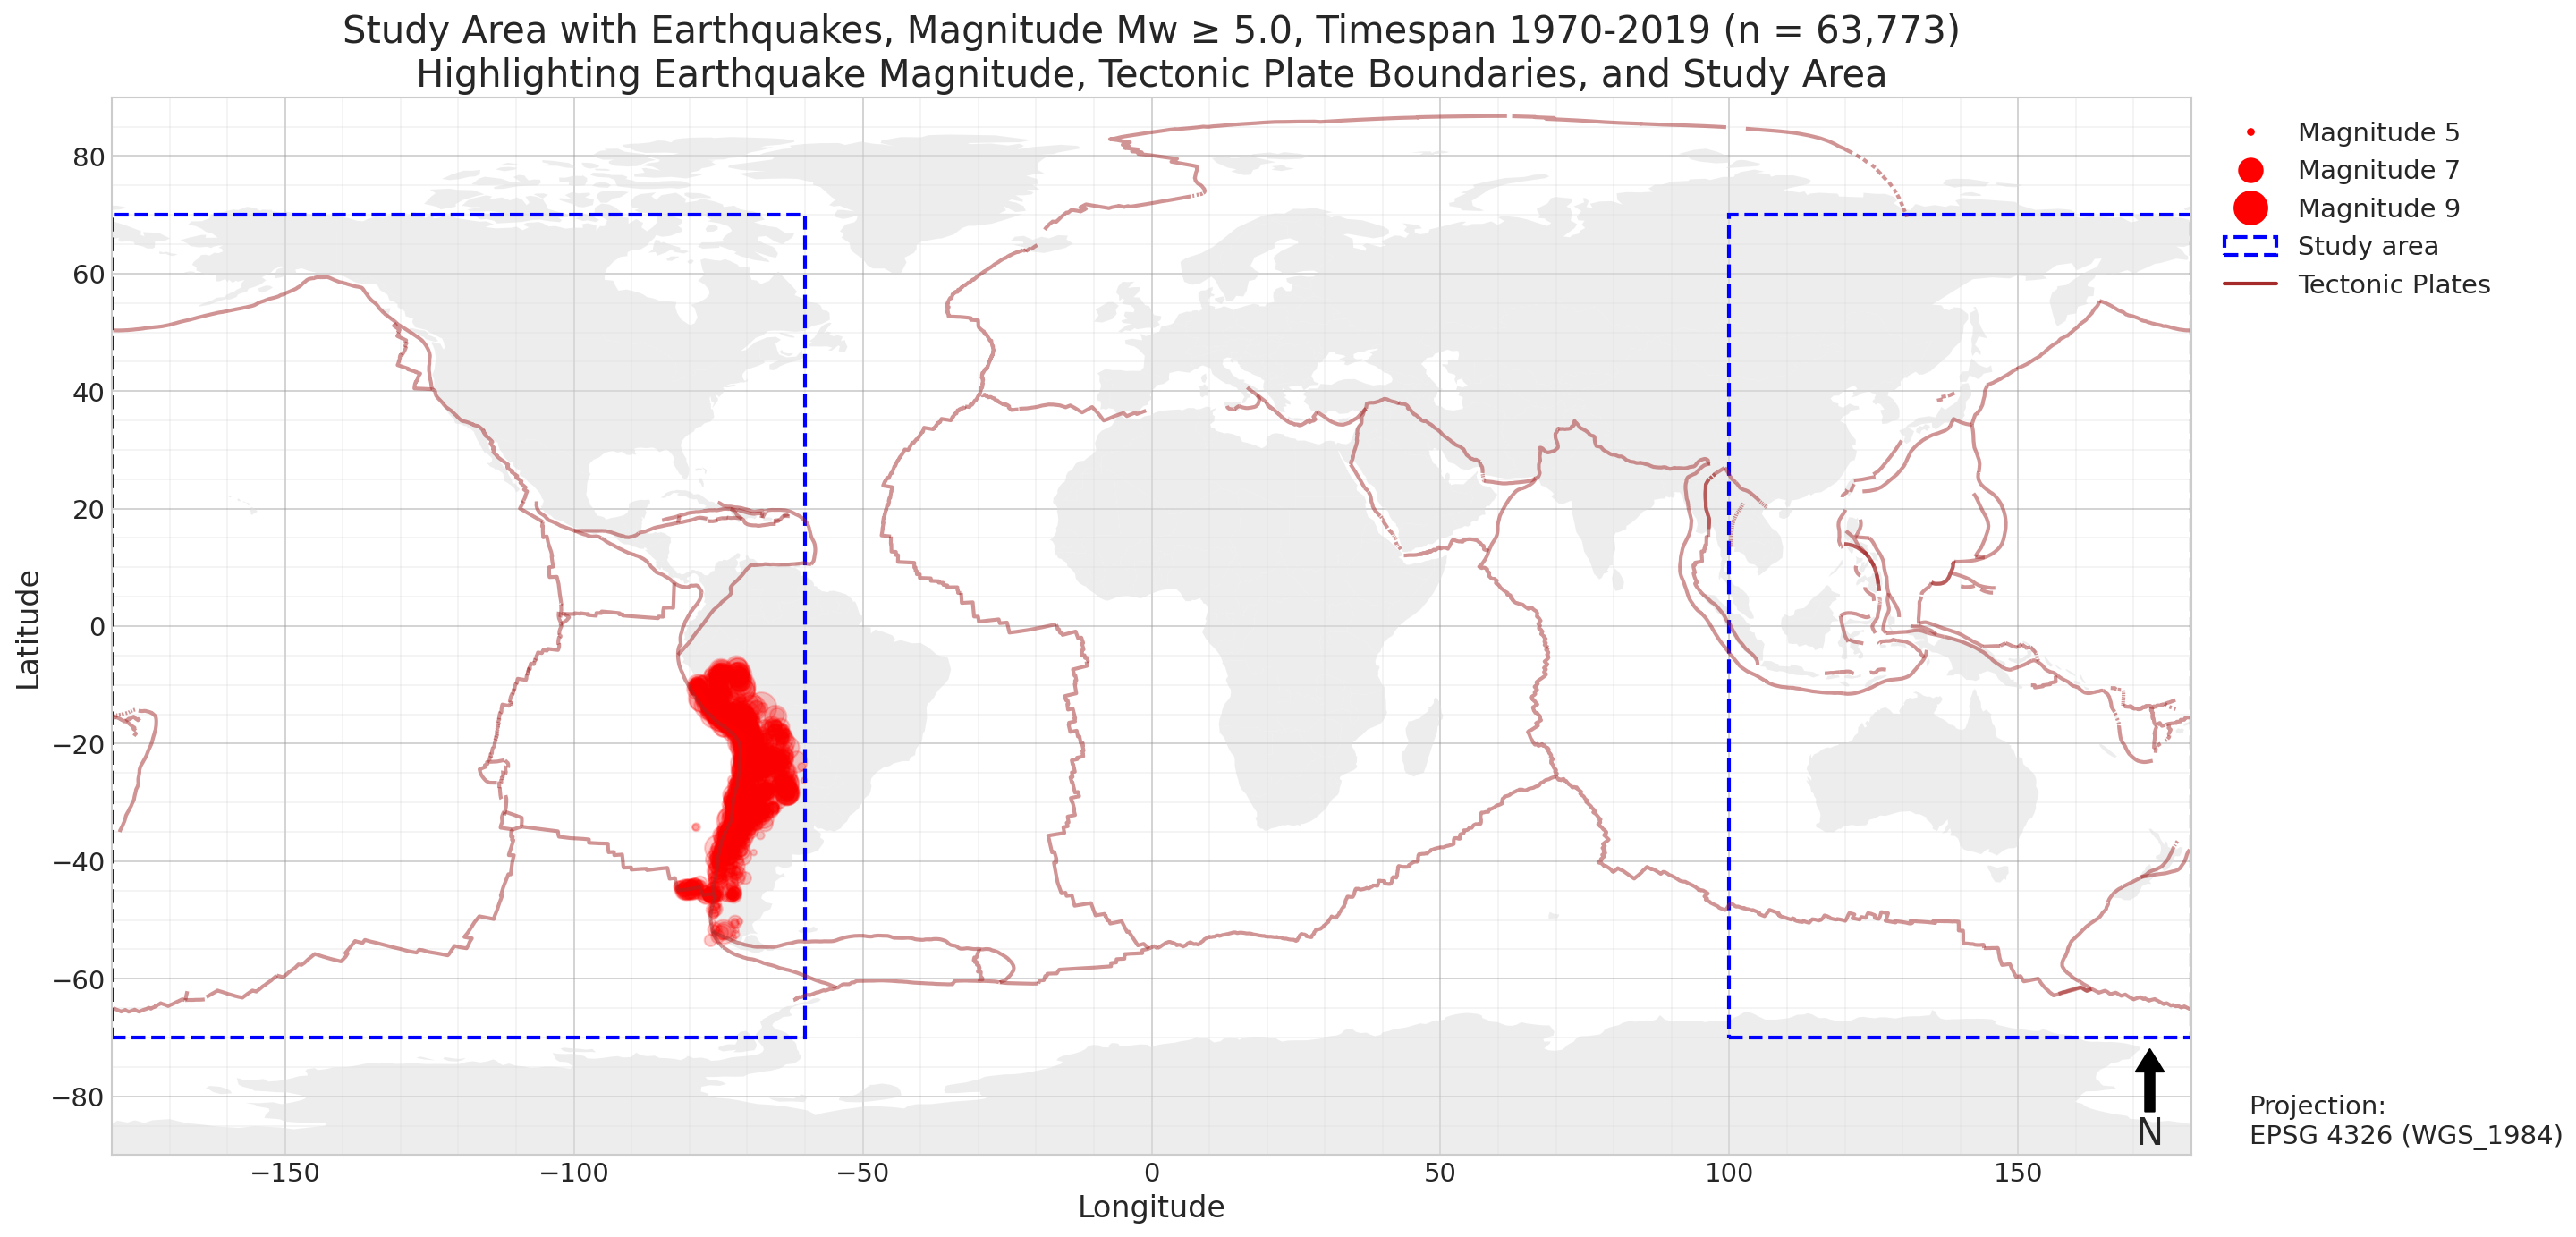 Study Area with Earthquakes, Magnitude Mw ≥ 5.0, Timespan 1970-2019 (n = 63,773)
Highlighting Earthquake Magnitude, Tectonic Plate Boundaries, and Study Area
Magnitude 5
Magnitude 7
Magnitude 9
Study area
Tectonic Plates
Latitude
80
60
40
20
0
−20
−40
−60
−80
N
Projection:
EPSG 4326 (WGS_1984)
−150
−100
−50
0
50
100
150
Longitude